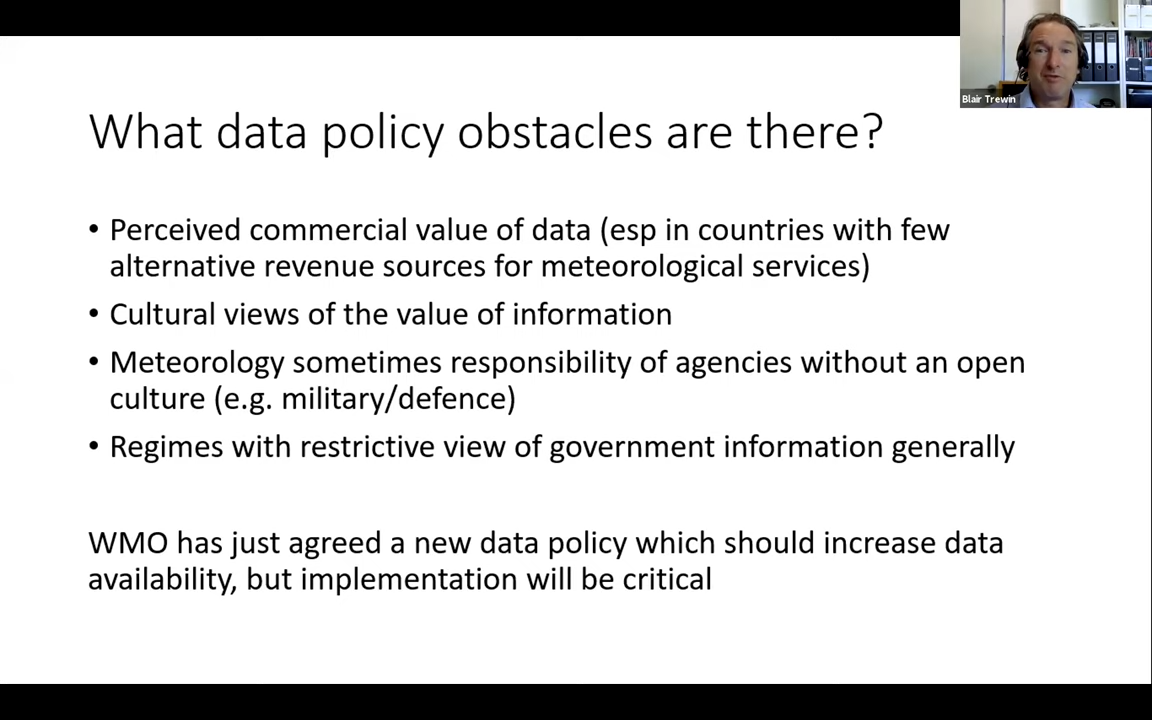 Blair Trewin
What data policy obstacles are there?
• Perceived commercial value of data (esp in countries with few
alternative revenue sources for meteorological services)
• Cultural views of the value of information
• Meteorology sometimes responsibility of agencies without an open
culture (e.g. military/defence)
• Regimes with restrictive view of government information generally
WMO has just agreed a new data policy which should increase data
availability, but implementation will be critical